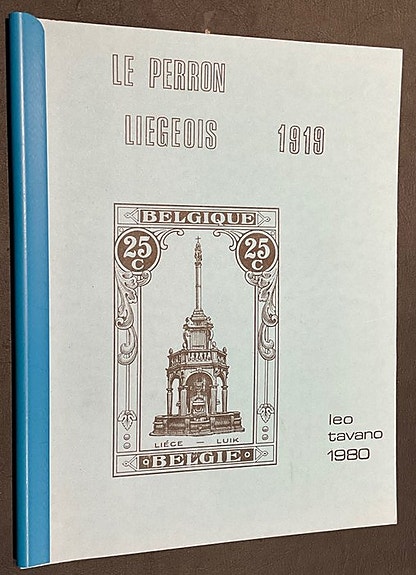 LE PERRON
LIEGEOIS 1919
BELGIQUE
25 C 25 C
LIÉGE — LUIK
BELGIE
leo
tavano
1980